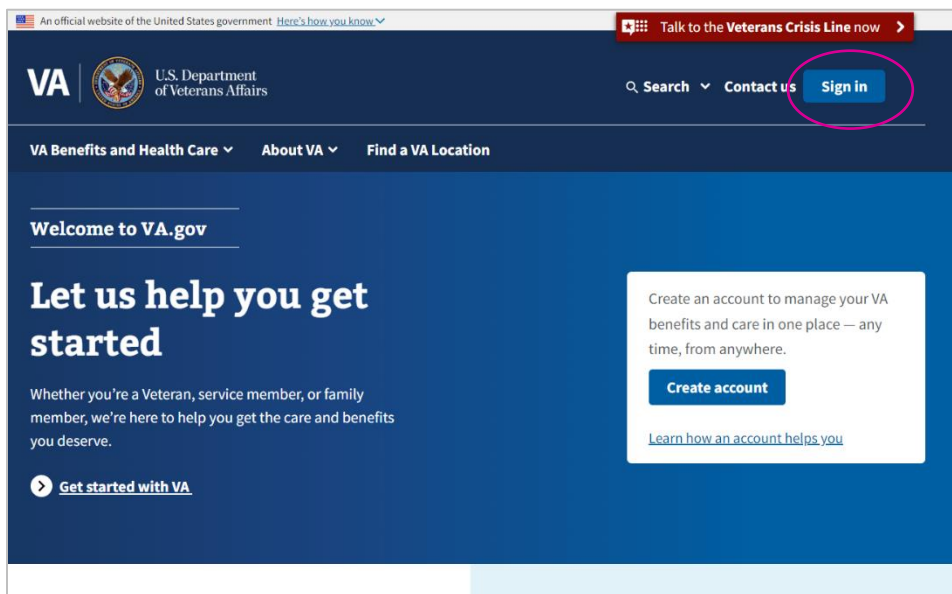 An official website of the United States government Here's how you know
Talk to the Veterans Crisis Line now
VA
U.S. Department
of Veterans Affairs
Search
Contact us
Sign in
VA Benefits and Health Care
About VA
Find a VA Location
Welcome to VA.gov
Let us help you get
started
Whether you're a Veteran, service member, or family
member, we're here to help you get the care and benefits
you deserve.
Get started with VA
Create an account to manage your VA
benefits and care in one place — any
time, from anywhere.
Create account
Learn how an account helps you